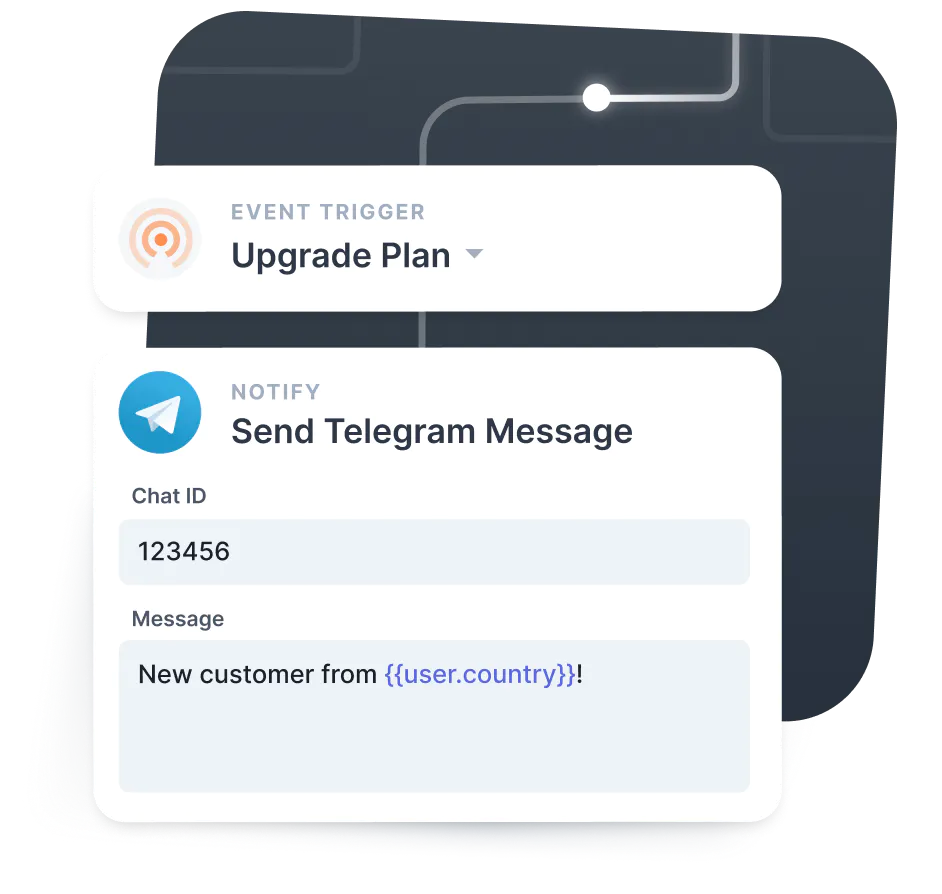 EVENT TRIGGER
Upgrade Plan
NOTIFY
Send Telegram Message
Chat ID
123456
Message
New customer from {{user.country}}!